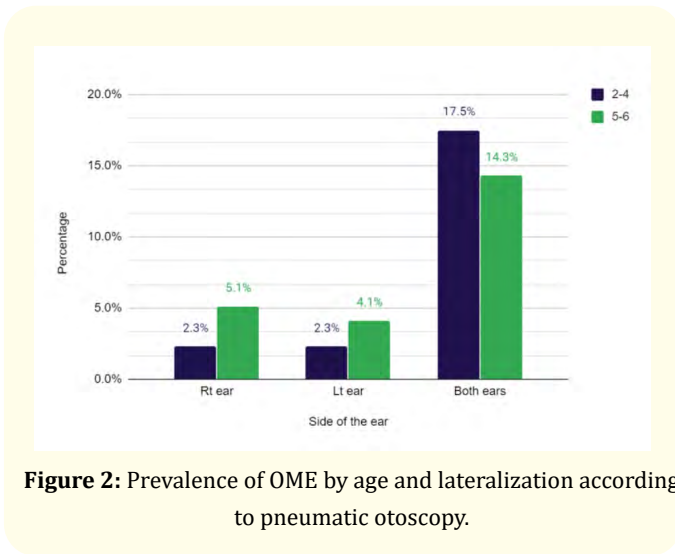 20.0%
2-4
5-6
17.5%
15.0%
14.3%
Percentage
10.0%
5.1%
5.0%
4.1%
2.3%
2.3%
0.0%
Rt ear
Lt ear
Both ears
Side of the ear
Figure 2: Prevalence of OME by age and lateralization according
to pneumatic otoscopy.